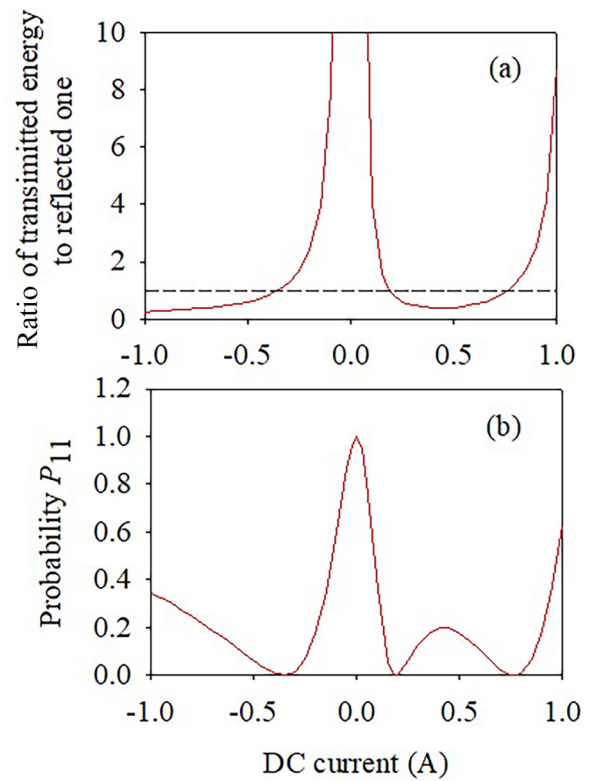 Ratio of transimitted energy
to reflected one
10
8
6
4
2
0
(a)
-1.0 -0.5 0.0 0.5 1.0
Probability P11
1.2
1.0
0.8
0.6
0.4
0.2
0.0
(b)
-1.0 -0.5 0.0 0.5 1.0
DC current (A)